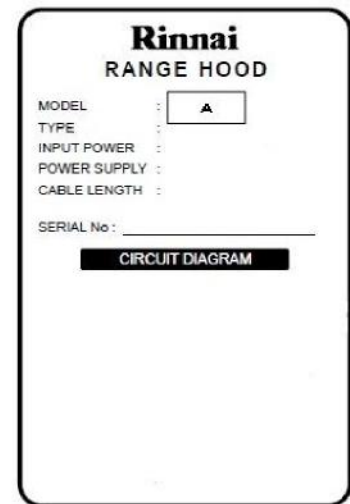 Rinnai
RANGE HOOD
MODEL : A
TYPE :
INPUT POWER :
POWER SUPPLY :
CABLE LENGTH :
SERIAL No :
CIRCUIT DIAGRAM